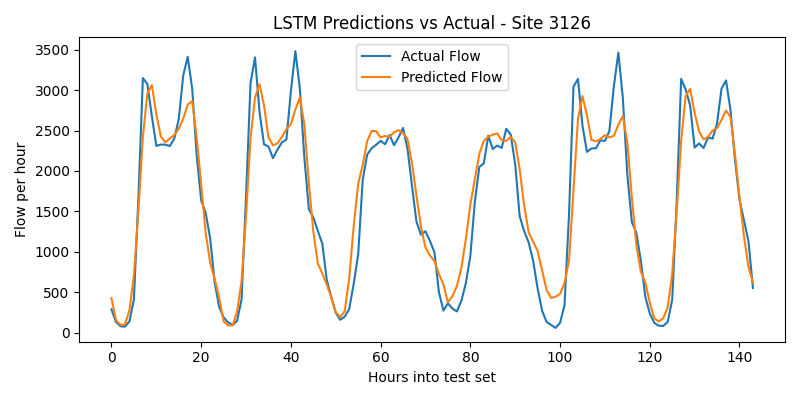 LSTM Predictions vs Actual - Site 3126
Actual Flow
Predicted Flow
Flow per hour
3500
3000
2500
2000
1500
1000
500
0
0 20 40 60 80 100 120 140
Hours into test set